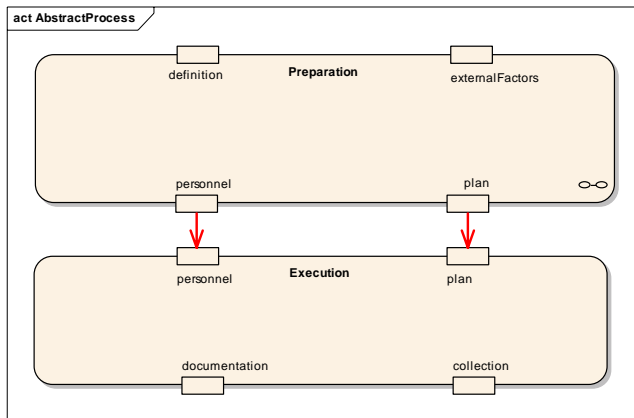 act AbstractProcess
Preparation
definition
externalFactors
personnel
plan
Execution
personnel
plan
documentation
collection